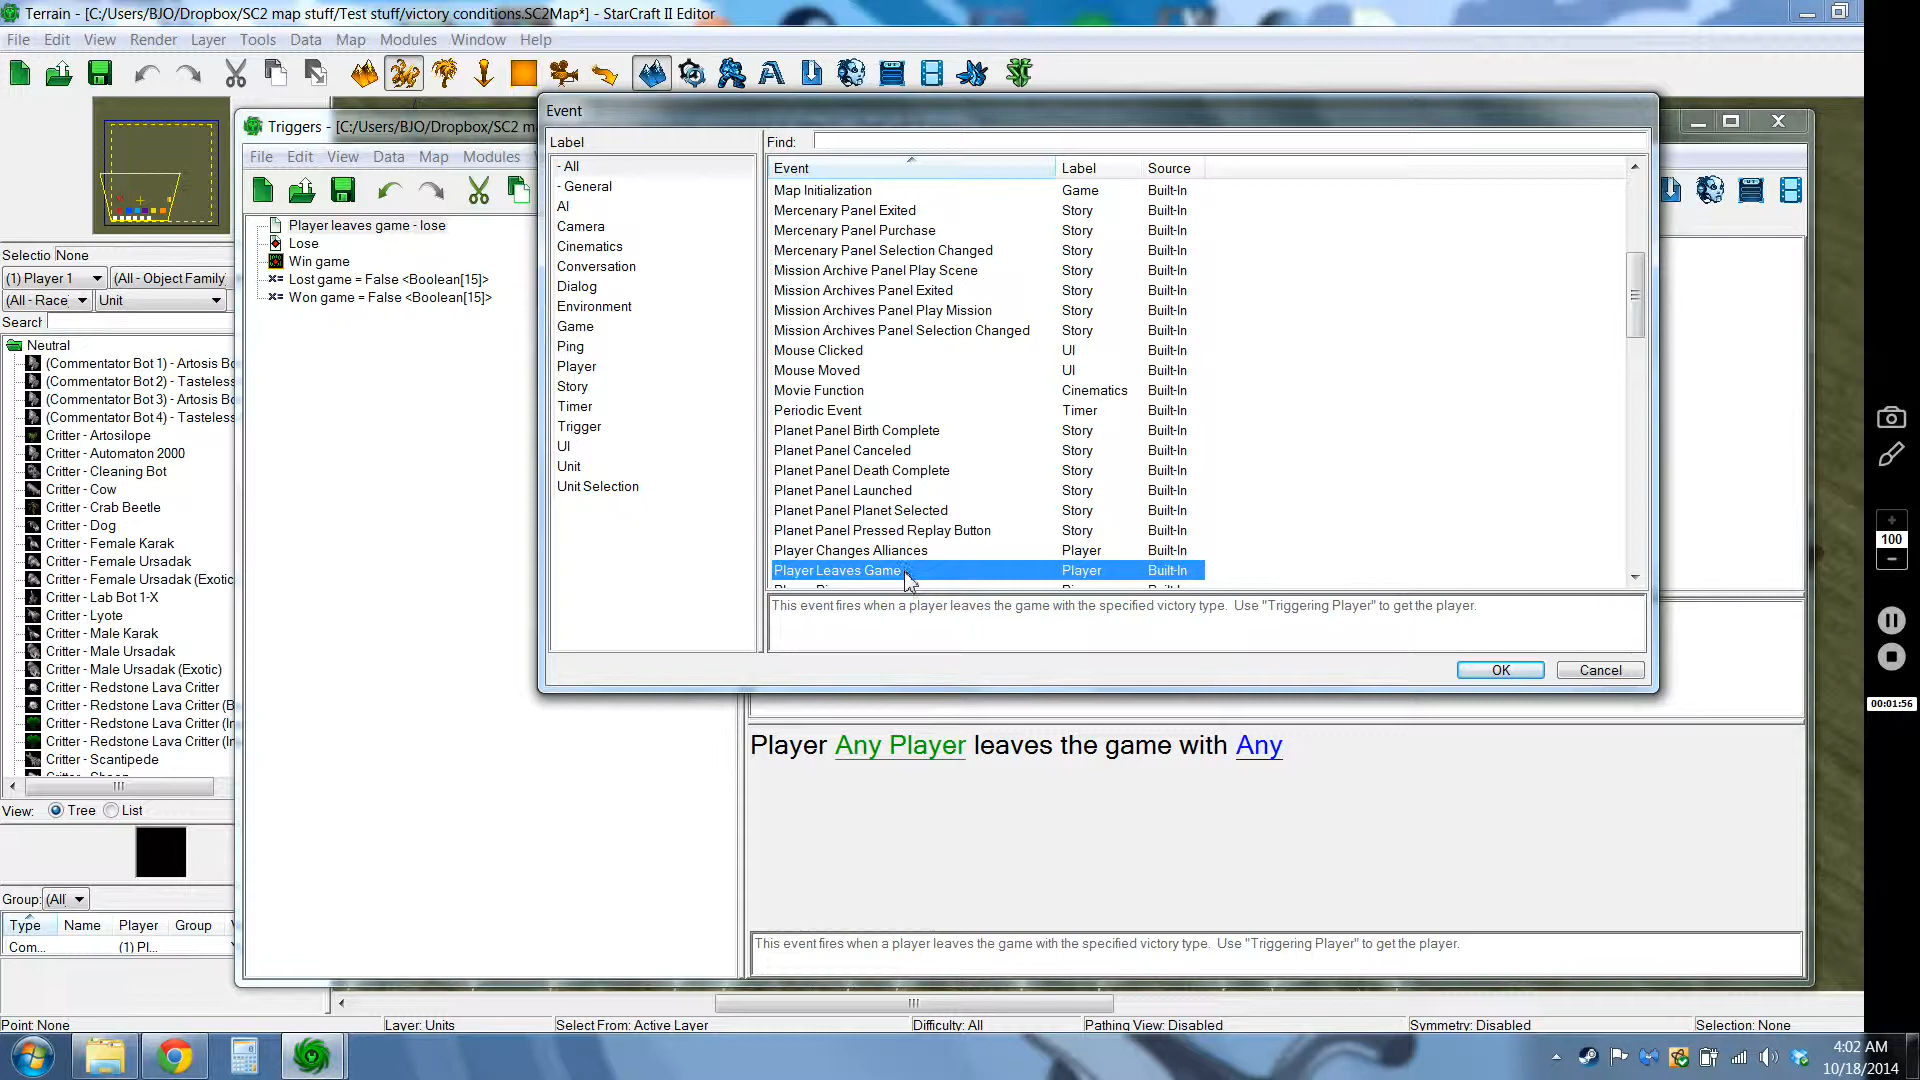 Terrain - [C:/Users/BJO/Dropbox/SC2 map stuff/Test stuff/victory conditions.SC2Map*] - StarCraft II Editor
File Edit View Render Layer Tools Data Map Modules Window Help
Triggers - [C:/Users/BJO/Dropbox/SC2 m
File Edit View Data Map Modules
Player leaves game - lose
Lose
Win game
Lost game = False <Boolean[15]>
Won game = False <Boolean[15]>
Selectio None
(1) Player 1 (All - Object Family
(All - Race Unit
Search
Neutral
(Commentator Bot 1) - Artosis Bo
(Commentator Bot 2) - Tasteless
(Commentator Bot 3) - Artosis Bo
(Commentator Bot 4) - Tasteless
Critter - Artosilope
Critter - Automaton 2000
Critter - Cleaning Bot
Critter - Cow
Critter - Crab Beetle
Critter - Dog
Critter - Female Karak
Critter - Female Ursadak
Critter - Female Ursadak (Exotic
Critter - Lab Bot 1-X
Critter - Lyote
Critter - Male Karak
Critter - Male Ursadak
Critter - Male Ursadak (Exotic)
Critter - Redstone Lava Critter
Critter - Redstone Lava Critter (B
Critter - Redstone Lava Critter (In
Critter - Redstone Lava Critter (In
Critter - Scantipede
View: Tree List
Group: (All
Type Name Player Group
Com... (1) Pl...
Event
Label
- All
- General
AI
Camera
Cinematics
Conversation
Dialog
Environment
Game
Ping
Player
Story
Timer
Trigger
UI
Unit
Unit Selection
Find:
Event Label Source
Map Initialization Game Built-In
Mercenary Panel Exited Story Built-In
Mercenary Panel Purchase Story Built-In
Mercenary Panel Selection Changed Story Built-In
Mission Archive Panel Play Scene Story Built-In
Mission Archives Panel Exited Story Built-In
Mission Archives Panel Play Mission Story Built-In
Mission Archives Panel Selection Changed Story Built-In
Mouse Clicked UI Built-In
Mouse Moved UI Built-In
Movie Function Cinematics Built-In
Periodic Event Timer Built-In
Planet Panel Birth Complete Story Built-In
Planet Panel Canceled Story Built-In
Planet Panel Death Complete Story Built-In
Planet Panel Launched Story Built-In
Planet Panel Planet Selected Story Built-In
Planet Panel Pressed Replay Button Story Built-In
Player Changes Alliances Player Built-In
Player Leaves Game Player Built-In
This event fires when a player leaves the game with the specified victory type. Use "Triggering Player" to get the player.
OK Cancel
Player Any Player leaves the game with Any
This event fires when a player leaves the game with the specified victory type. Use "Triggering Player" to get the player.
Point: None Layer: Units Select From: Active Layer Difficulty: All Pathing View: Disabled Symmetry: Disabled Selection: None
100
00:01:56
4:02 AM
10/18/2014